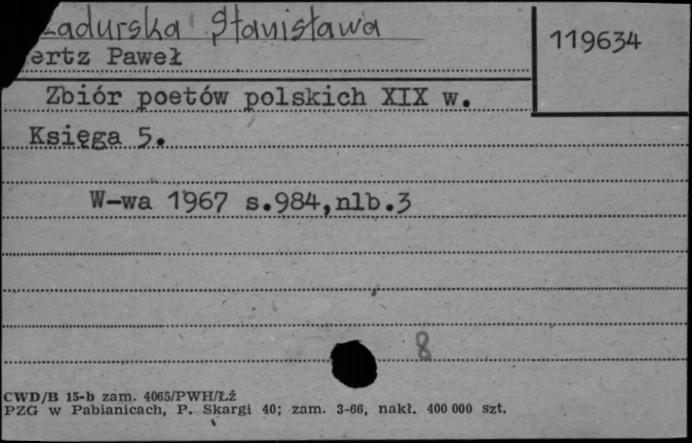 Zadurska Stanisława
119634
ertz Paweł
Zbiór poetów polskich XIX w.
Księga 5.
W-wa 1967 s.984,nlb.3
8
CWD/B 15-b zam. 4065/PWH/Łź
PZG w Pabianicach, P. Skargi 40; zam. 3-66, nakł. 400 000 szt.